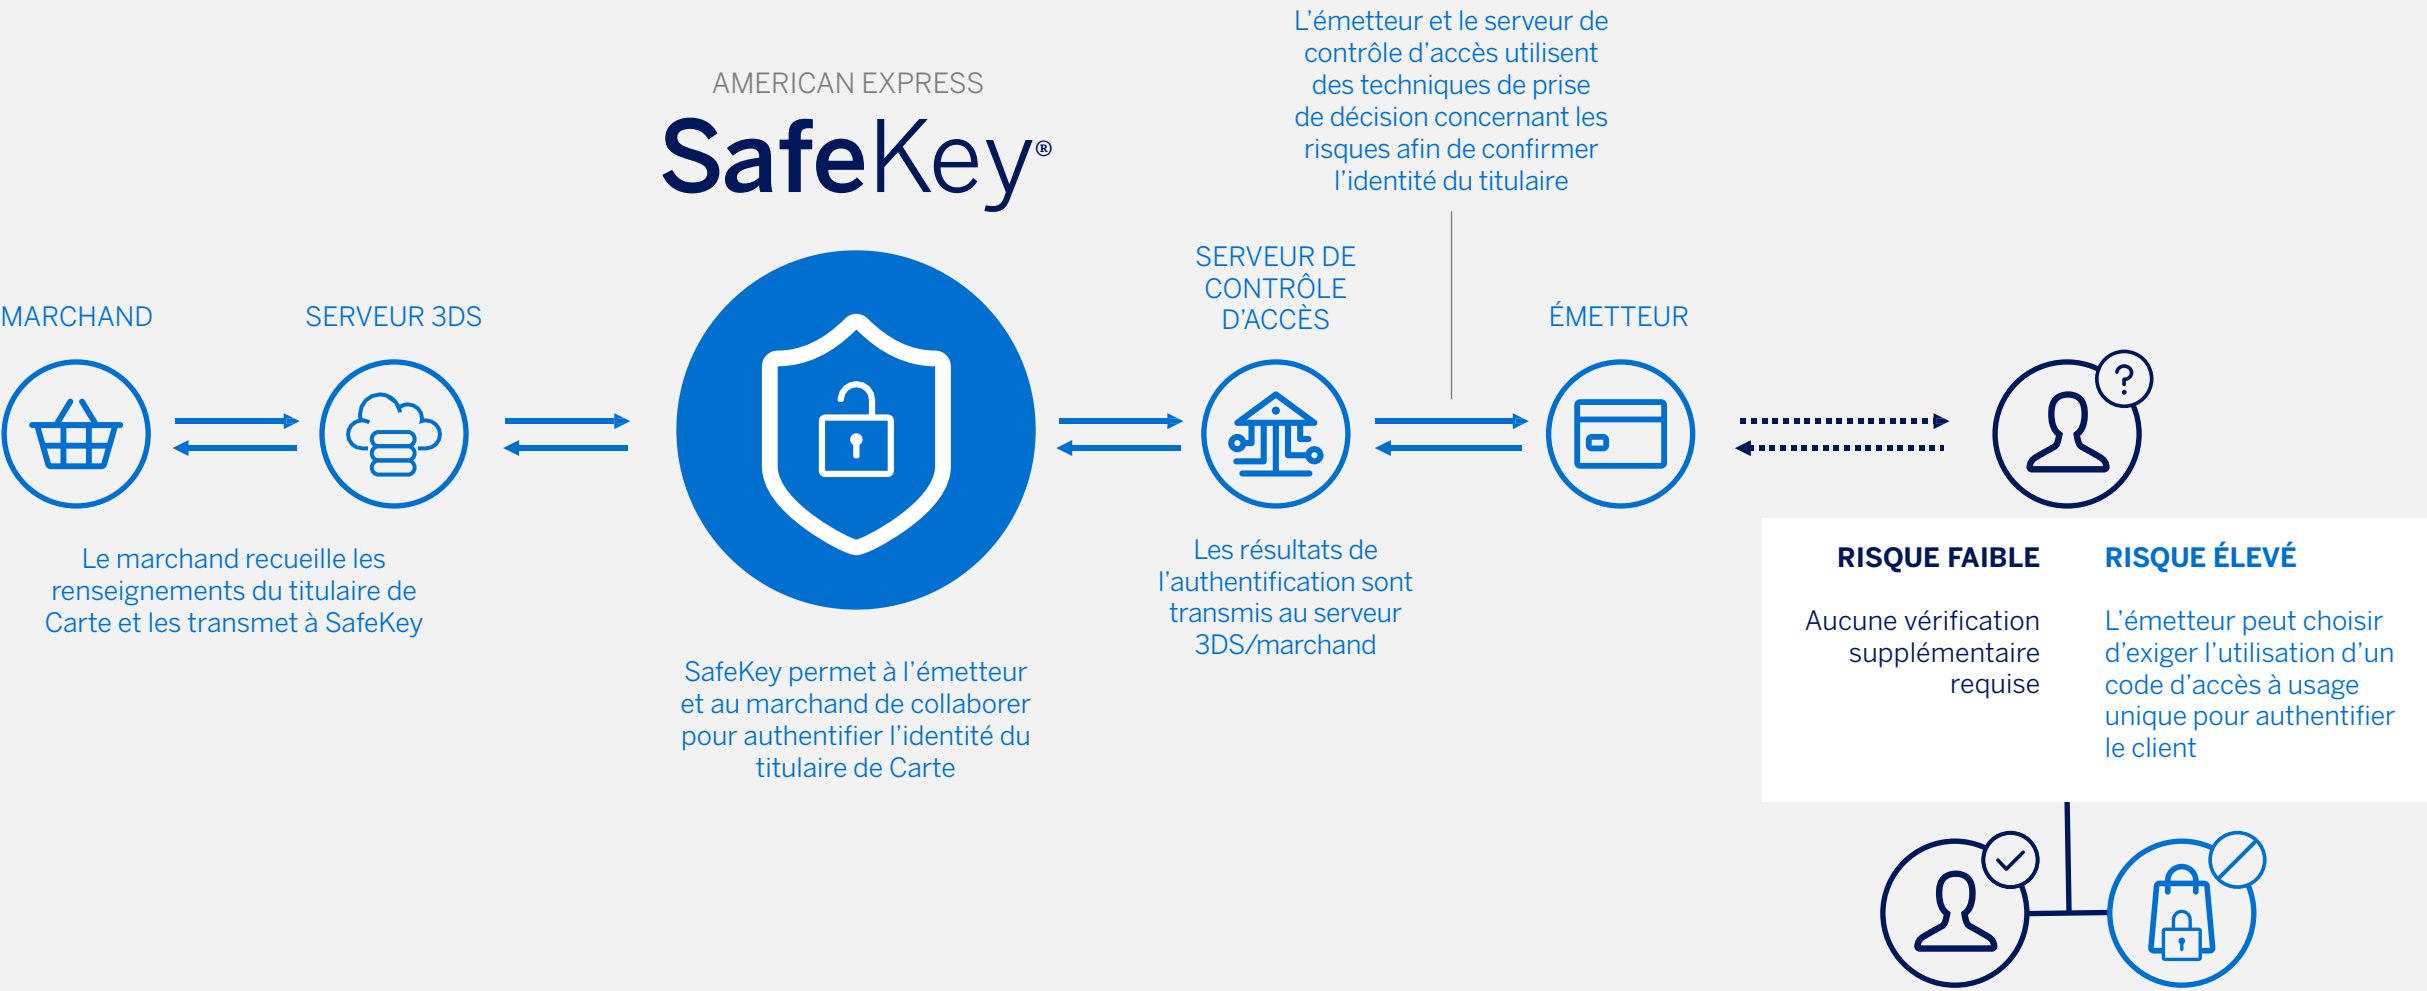 L'émetteur et le serveur de
contrôle d'accès utilisent
des techniques de prise
de décision concernant les
risques afin de confirmer
l'identité du titulaire
AMERICAN EXPRESS
SafeKey®
MARCHAND
SERVEUR 3DS
SERVEUR DE
CONTRÔLE
D'ACCÈS
ÉMETTEUR
?
Le marchand recueille les
renseignements du titulaire de
Carte et les transmet à SafeKey
SafeKey permet à l'émetteur
et au marchand de collaborer
pour authentifier l'identité du
titulaire de Carte
Les résultats de
l'authentification sont
transmis au serveur
3DS/marchand
RISQUE FAIBLE
Aucune vérification
supplémentaire
requise
RISQUE ÉLEVÉ
L'émetteur peut choisir
d'exiger l'utilisation d'un
code d'accès à usage
unique pour authentifier
le client